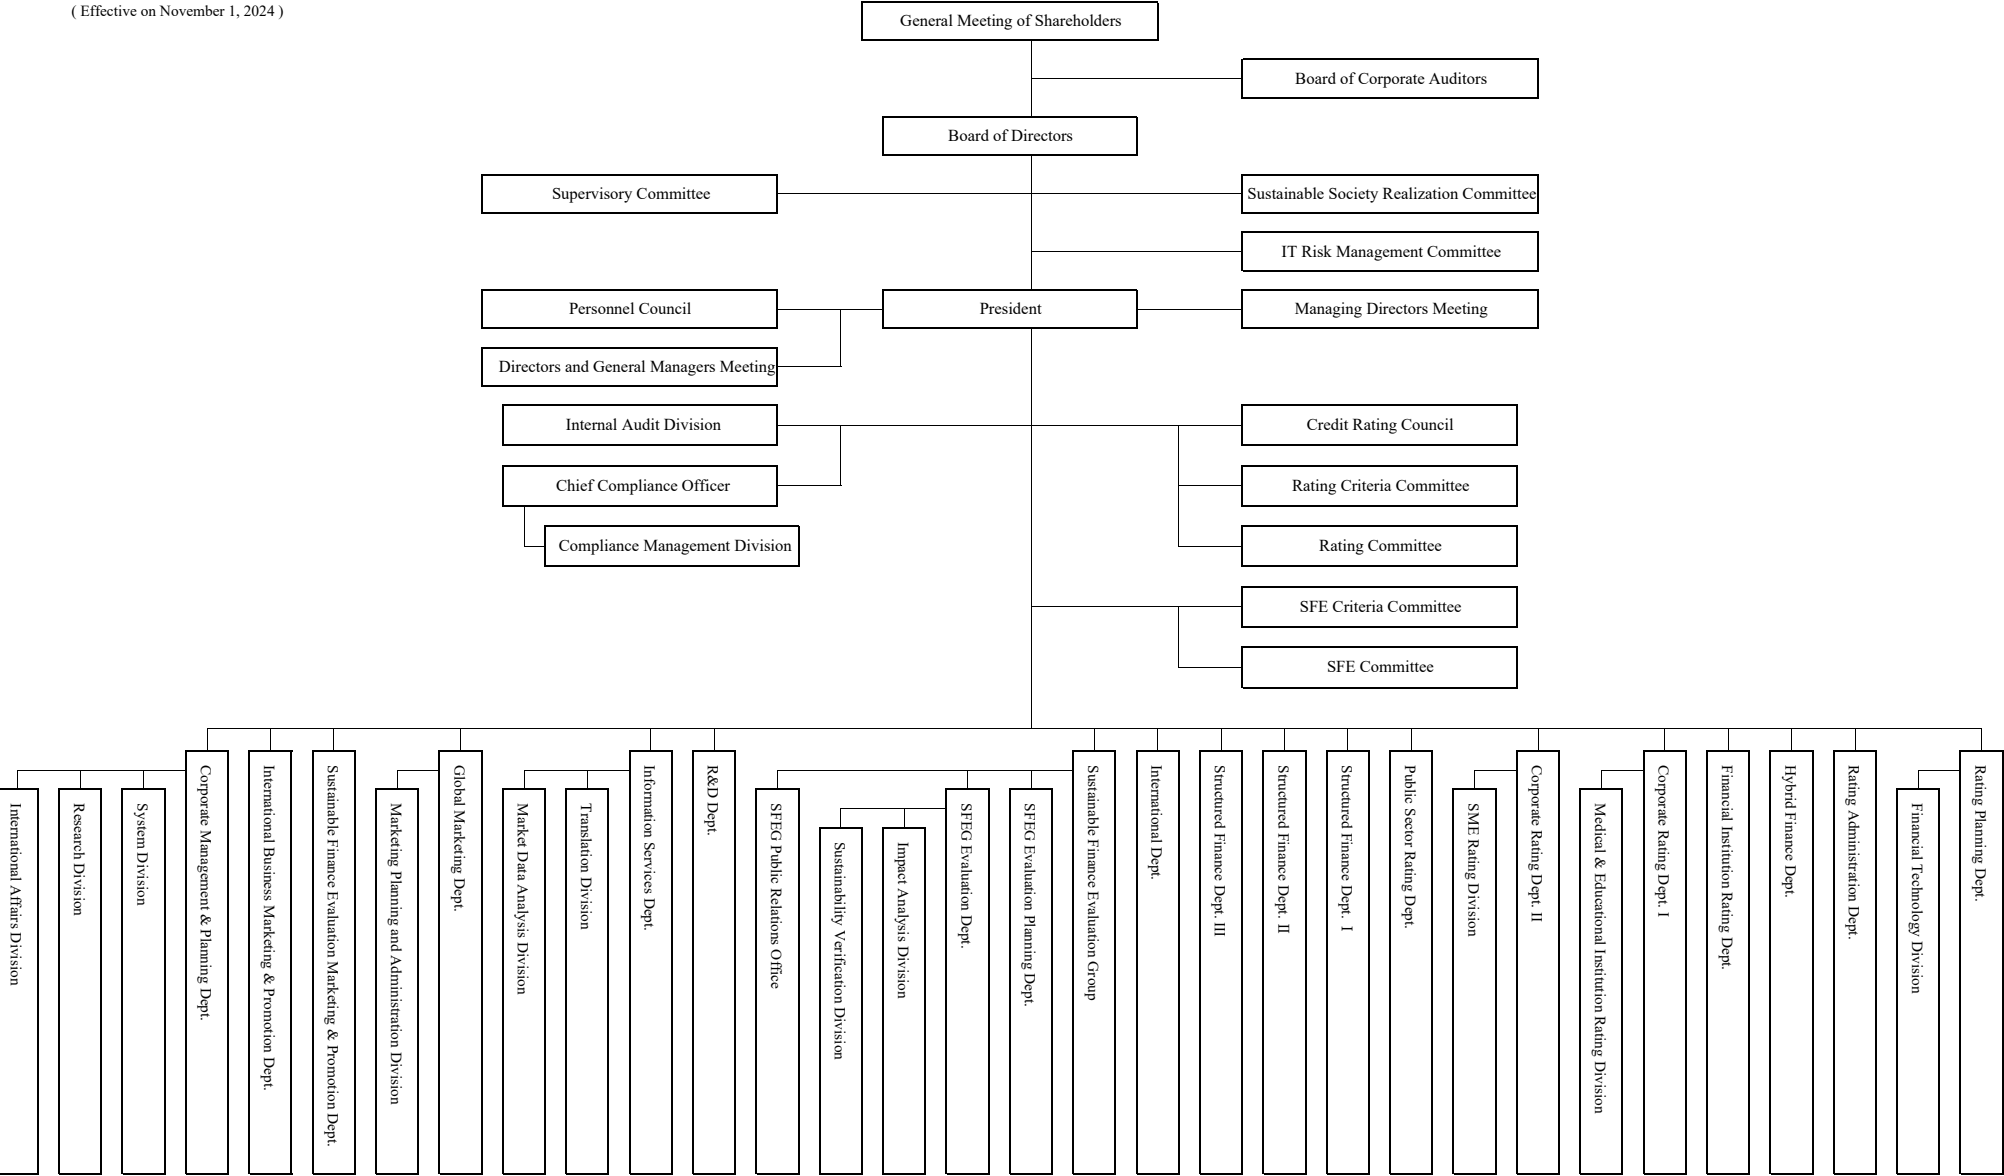 ( Effective on November 1, 2024 )
General Meeting of Shareholders
Board of Corporate Auditors
Board of Directors
Supervisory Committee
Sustainable Society Realization Committee
IT Risk Management Committee
Personnel Council
President
Managing Directors Meeting
Directors and General Managers Meeting
Internal Audit Division
Credit Rating Council
Chief Compliance Officer
Rating Criteria Committee
Compliance Management Division
Rating Committee
SFE Criteria Committee
SFE Committee
International Affairs Division
Research Division
System Division
Corporate Management & Planning Dept.
International Business Marketing & Promotion Dept.
Sustainable Finance Evaluation Marketing & Promotion Dept.
Marketing Planning and Administration Division
Global Marketing Dept.
Market Data Analysis Division
Translation Division
Information Services Dept.
R&D Dept.
SFEG Public Relations Office
Sustainability Verification Division
Impact Analysis Division
SFEG Evaluation Dept.
SFEG Evaluation Planning Dept.
Sustainable Finance Evaluation Group
International Dept.
Structured Finance Dept. III
Structured Finance Dept. II
Structured Finance Dept. I
Public Sector Rating Dept.
SME Rating Division
Corporate Rating Dept. II
Medical & Educational Institution Rating Division
Corporate Rating Dept. I
Financial Institution Rating Dept.
Hybrid Finance Dept.
Rating Administration Dept.
Financial Technology Division
Rating Planning Dept.